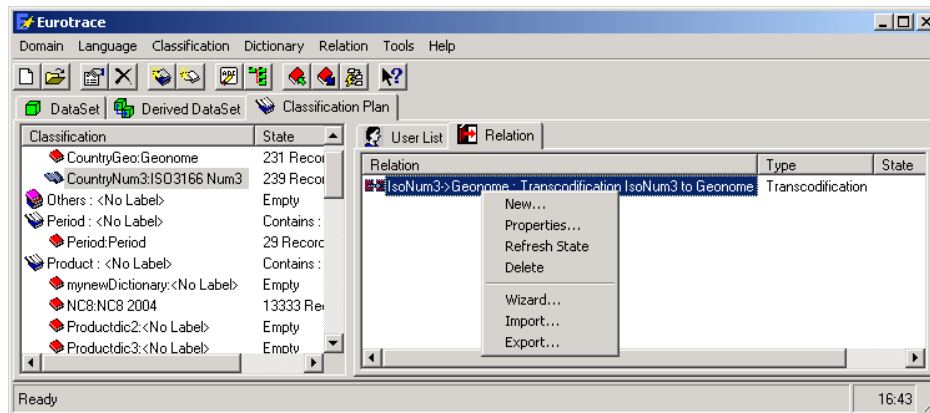 Eurotrace
Domain Language Classification Dictionary Relation Tools Help
DataSet Derived DataSet Classification Plan
Classification State
CountryGeo:Geonome 231 Recor
CountryNum3:ISO3166 Num3 239 Recor
Others : <No Label> Empty
Period : <No Label> Contains :
Period:Period 29 Record
Product : <No Label> Contains :
mynewDictionary:<No Label> Empty
NC8:NC8 2004 13333 Re
Productdic2:<No Label> Empty
Productdic3:<No Label> Empty
User List Relation
Relation Type State
IsoNum3->Geonome : Transcodification IsoNum3 to Geonome Transcodification
New...
Properties...
Refresh State
Delete
Wizard...
Import...
Export...
Ready 16:43